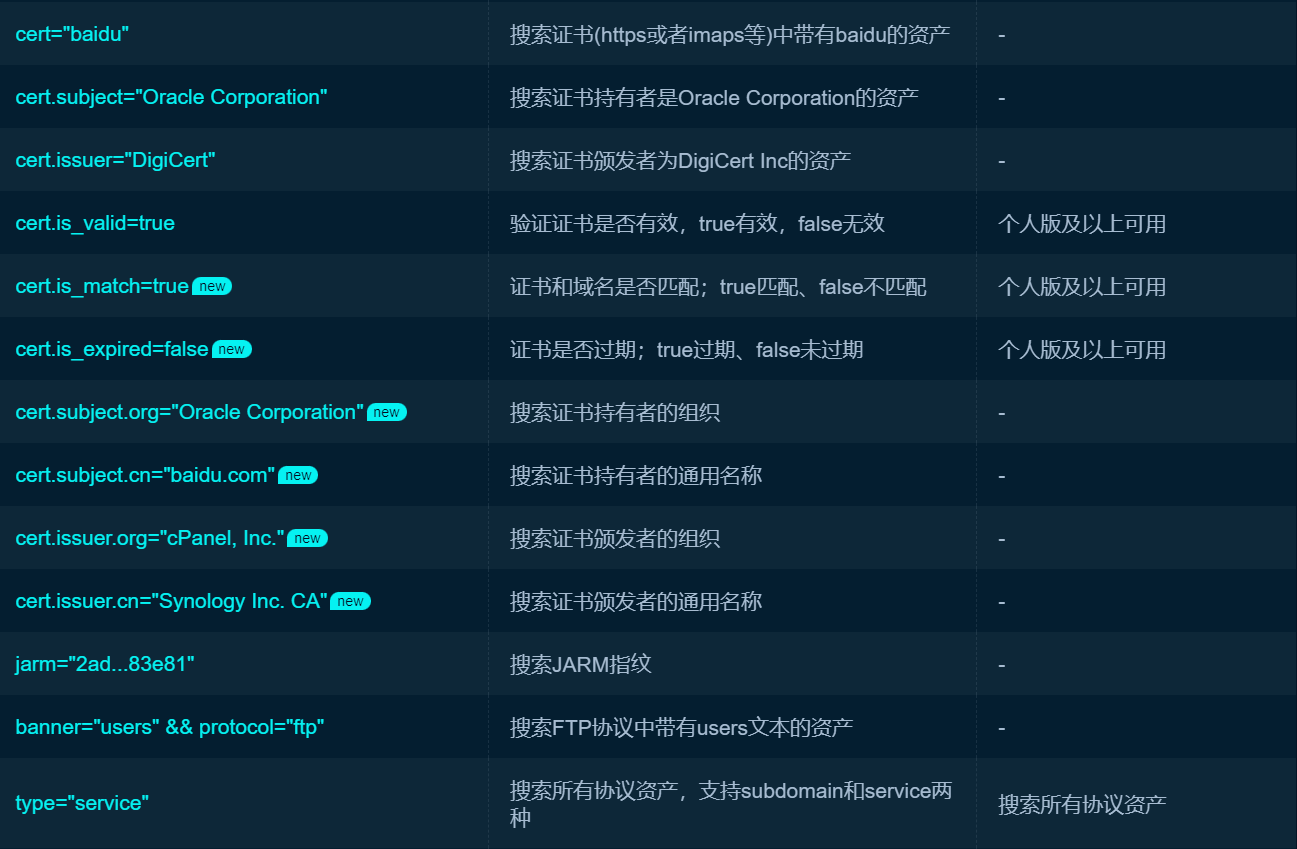 cert="baidu" 搜索证书(https或者imaps等)中带有baidu的资产 -
cert.subject="Oracle Corporation" 搜索证书持有者是Oracle Corporation的资产 -
cert.issuer="DigiCert" 搜索证书颁发者为DigiCert Inc的资产 -
cert.is_valid=true 验证证书是否有效，true有效，false无效 个人版及以上可用
cert.is_match=true new 证书和域名是否匹配；true匹配、false不匹配 个人版及以上可用
cert.is_expired=false new 证书是否过期；true过期、false未过期 个人版及以上可用
cert.subject.org="Oracle Corporation" new 搜索证书持有者的组织 -
cert.subject.cn="baidu.com" new 搜索证书持有者的通用名称 -
cert.issuer.org="cPanel, Inc." new 搜索证书颁发者的组织 -
cert.issuer.cn="Synology Inc. CA" new 搜索证书颁发者的通用名称 -
jarm="2ad...83e81" 搜索JARM指纹 -
banner="users" && protocol="ftp" 搜索FTP协议中带有users文本的资产 -
type="service" 搜索所有协议资产，支持subdomain和service两
种 搜索所有协议资产